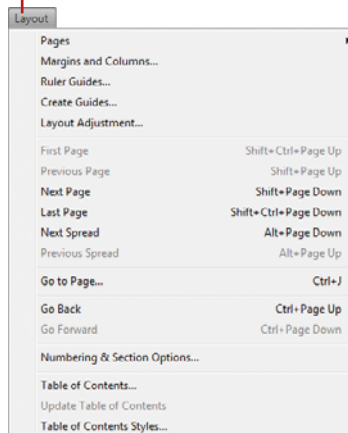 Layout
Pages
Margins and Columns...
Ruler Guides...
Create Guides...
Layout Adjustment...
First Page Shift+Ctrl+Page Up
Previous Page Shift+Page Up
Next Page Shift+Page Down
Last Page Shift+Ctrl+Page Down
Next Spread Alt+Page Down
Previous Spread Alt+Page Up
Go to Page... Ctrl+J
Go Back Ctrl+Page Up
Go Forward Ctrl+Page Down
Numbering & Section Options...
Table of Contents...
Update Table of Contents
Table of Contents Styles...